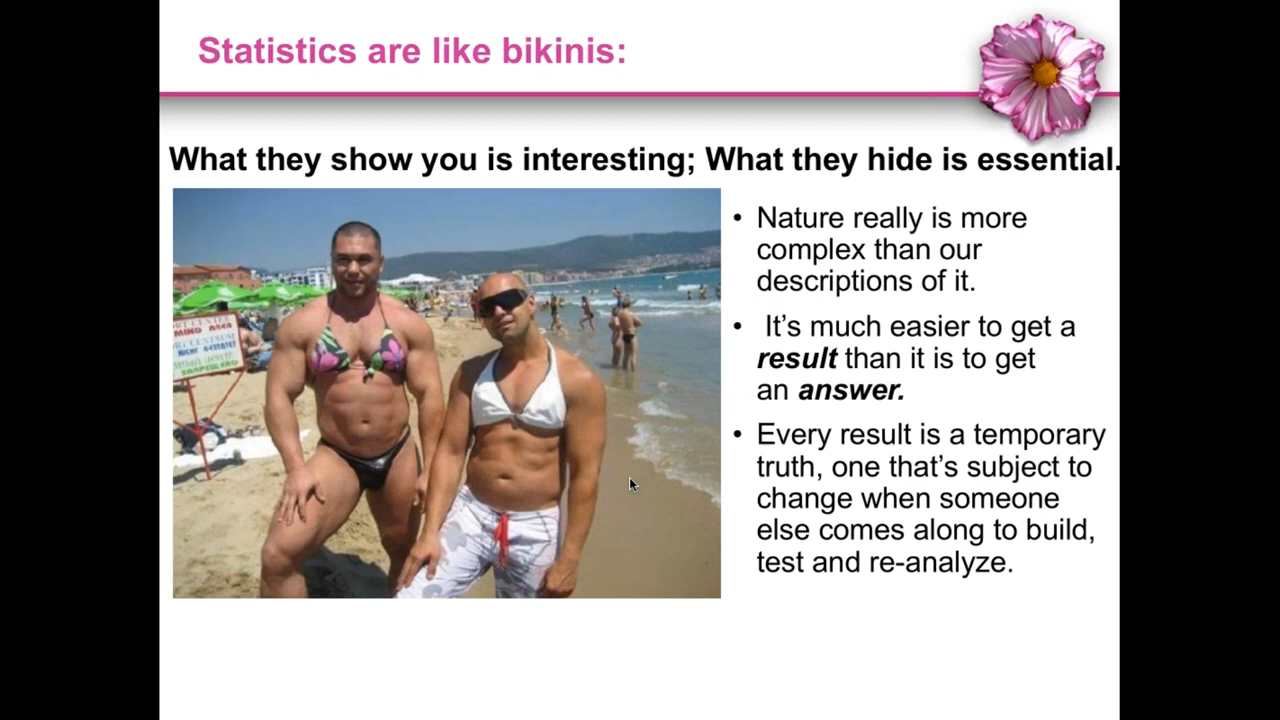 Statistics are like bikinis:
What they show you is interesting; What they hide is essential.
• Nature really is more
complex than our
descriptions of it.
• It’s much easier to get a
result than it is to get
an answer.
• Every result is a temporary
truth, one that’s subject to
change when someone
else comes along to build,
test and re-analyze.